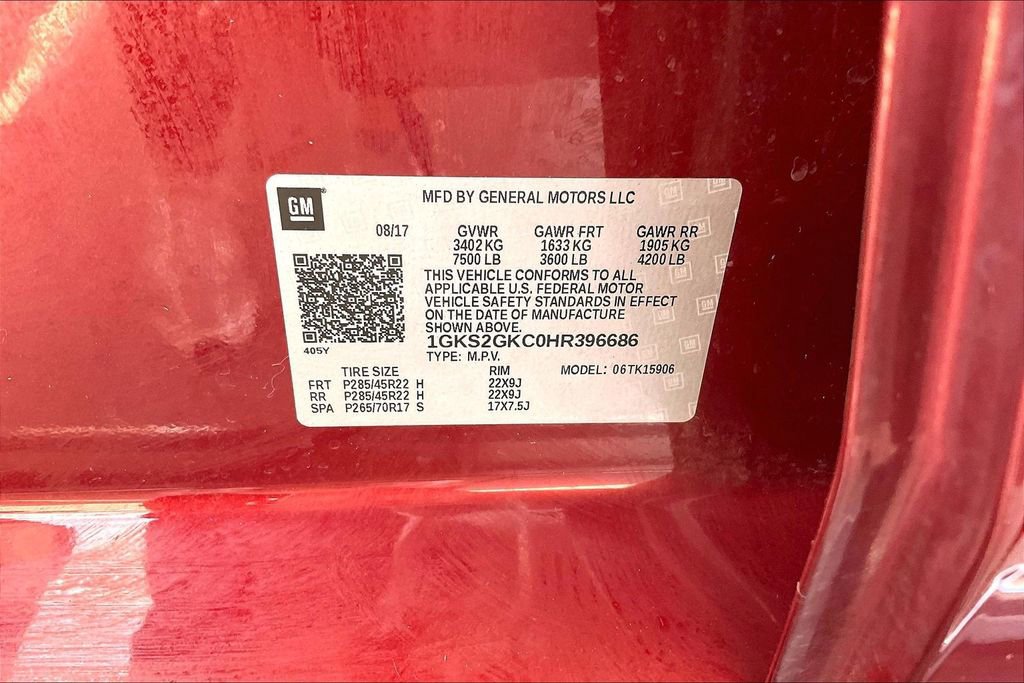 GM
MFD BY GENERAL MOTORS LLC
08/17 GVWR GAWR FRT GAWR RR
3402 KG 1633 KG 1905 KG
7500 LB 3600 LB 4200 LB
THIS VEHICLE CONFORMS TO ALL
APPLICABLE U.S. FEDERAL MOTOR
VEHICLE SAFETY STANDARDS IN EFFECT
ON THE DATE OF MANUFACTURE
SHOWN ABOVE.
405Y
1GKS2GKC0HR396686
TYPE: M.P.V.
TIRE SIZE RIM MODEL: 06TK15906
FRT P285/45R22 H 22X9J
RR P285/45R22 H 22X9J
SPA P265/70R17 S 17X7.5J